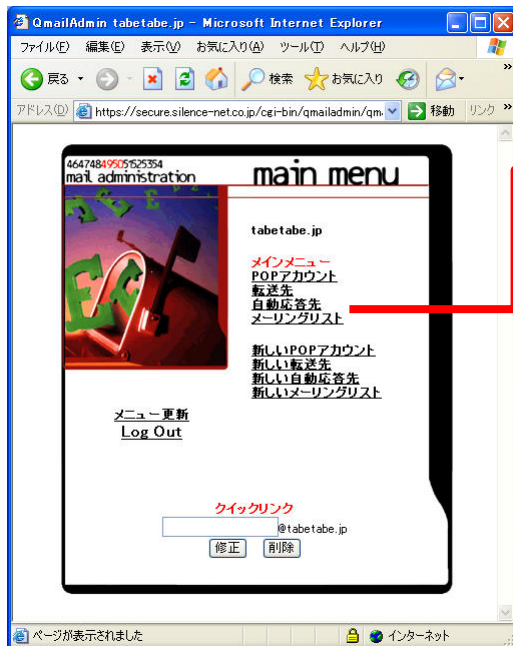 QmailAdmin tabetabe.jp - Microsoft Internet Explorer
ファイル(F) 編集(E) 表示(V) お気に入り(A) ツール(T) ヘルプ(H)
戻る 検索 お気に入り »
アドレス(D) https://secure.silence-net.co.jp/cgi-bin/qmailadmin/qm 移動 リンク »
464748495051525354
mail administration
main menu
tabetabe.jp
メインメニュー
POPアカウント
転送先
自動応答先
メーリングリスト
新しいPOPアカウント
新しい転送先
新しい自動応答先
新しいメーリングリスト
メニュー更新
Log Out
クイックリンク
@tabetabe.jp
修正 削除
ページが表示されました インターネット